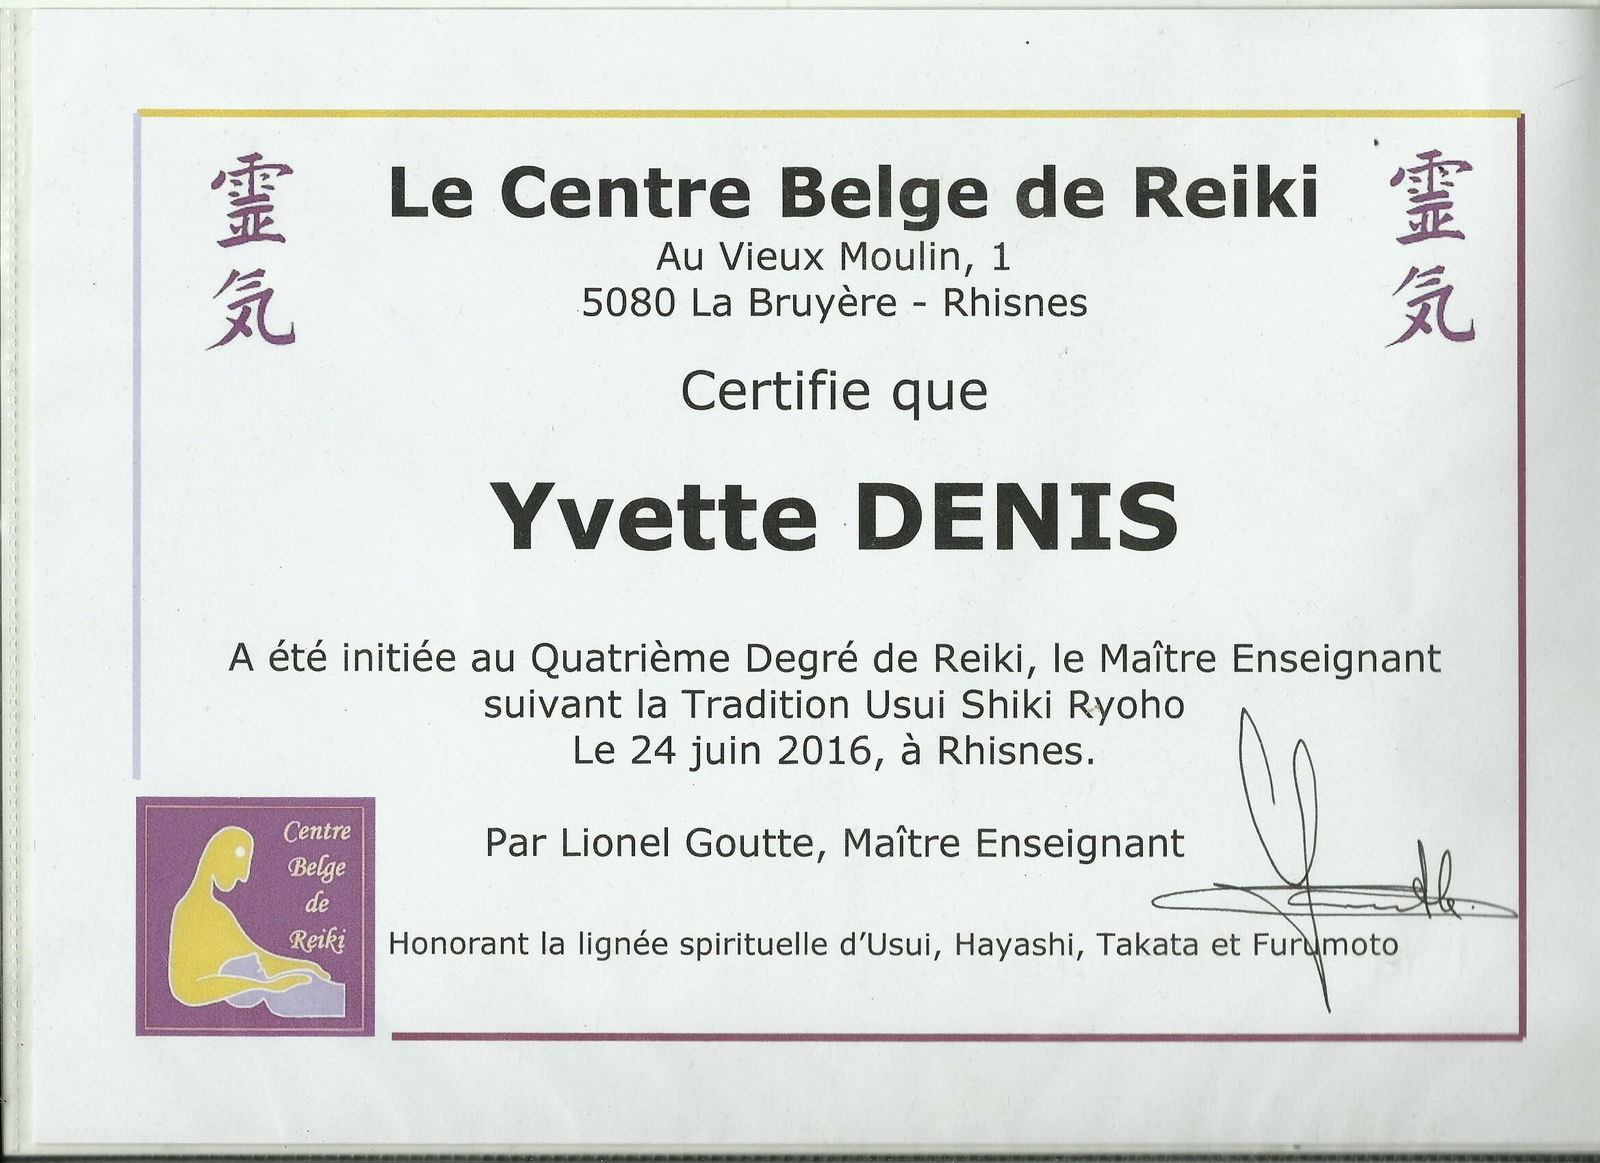 靈気
靈気
Le Centre Belge de Reiki
Au Vieux Moulin, 1
5080 La Bruyère - Rhisnes
Certifie que
Yvette DENIS
A été initiée au Quatrième Degré de Reiki, le Maître Enseignant
suivant la Tradition Usui Shiki Ryoho
Le 24 juin 2016, à Rhisnes.
Par Lionel Goutte, Maître Enseignant
Honorant la lignée spirituelle d’Usui, Hayashi, Takata et Furumoto
Centre
Belge
de
Reiki